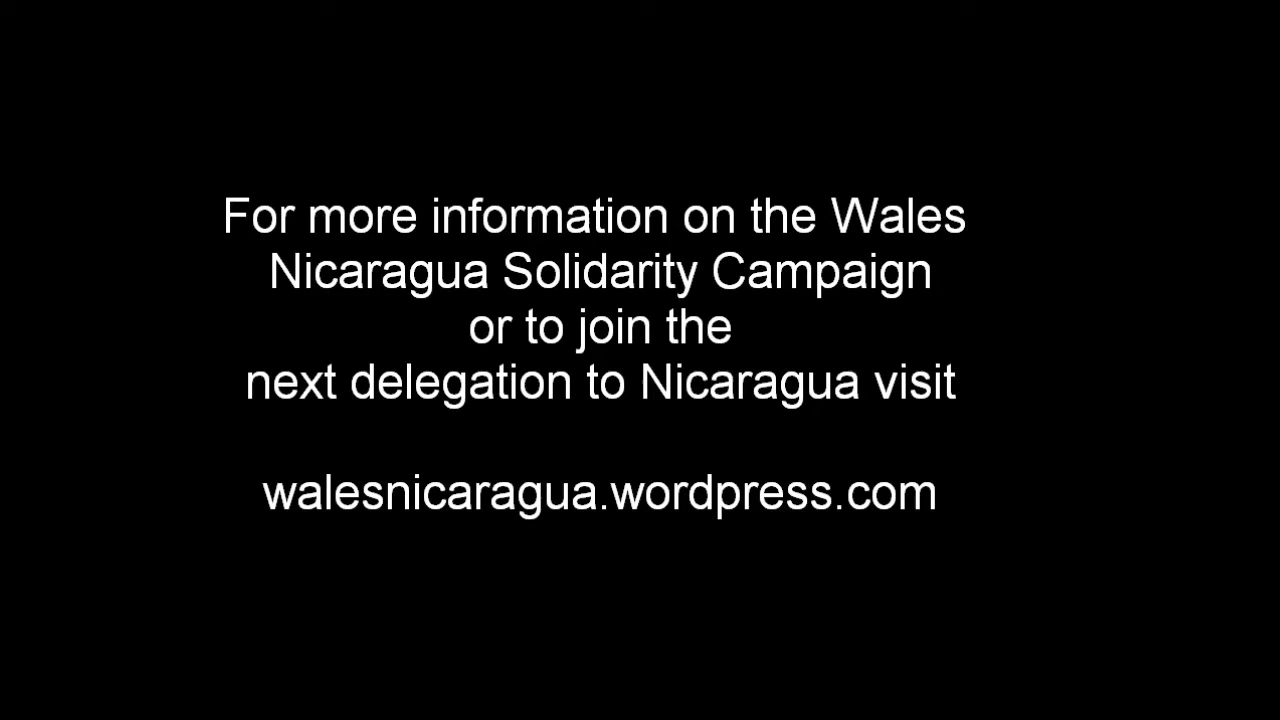 For more information on the Wales
Nicaragua Solidarity Campaign
or to join the
next delegation to Nicaragua visit
walesnicaragua.wordpress.com